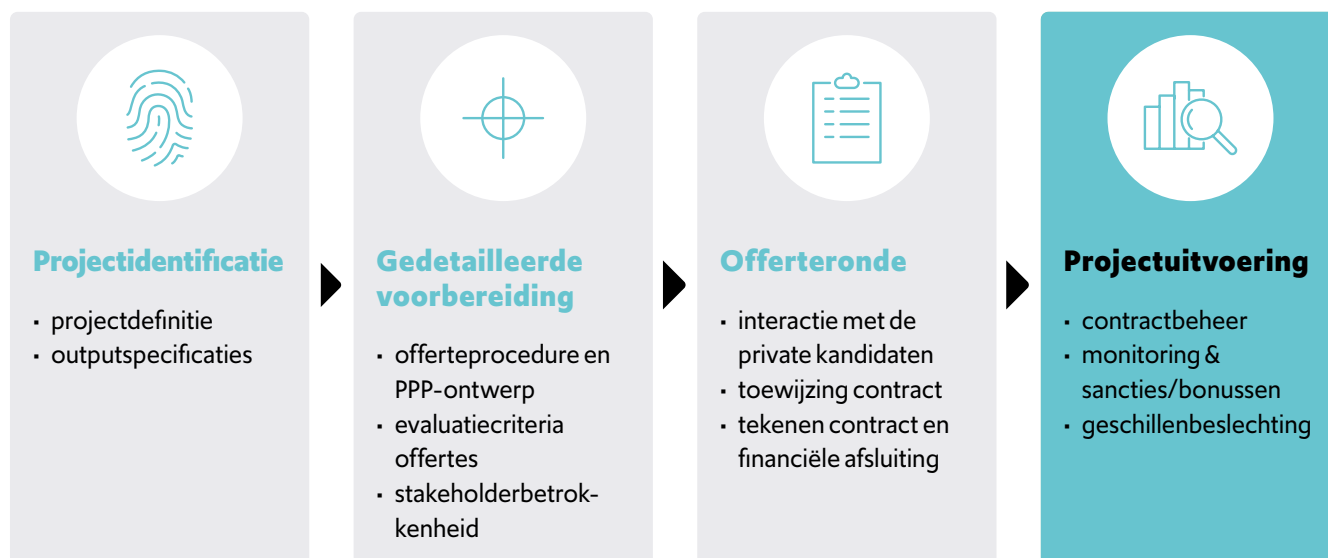 Projectidentificatie
· projectdefinitie
· outputspecificaties
Gedetailleerde
voorbereiding
· offerteprocedure en
PPP-ontwerp
· evaluatiecriteria
offertes
· stakeholderbetrok-
kenheid
Offerteronde
· interactie met de
private kandidaten
· toewijzing contract
· tekenen contract en
financiële afsluiting
Projectuitvoering
· contractbeheer
· monitoring &
sancties/bonussen
· geschillenbeslechting